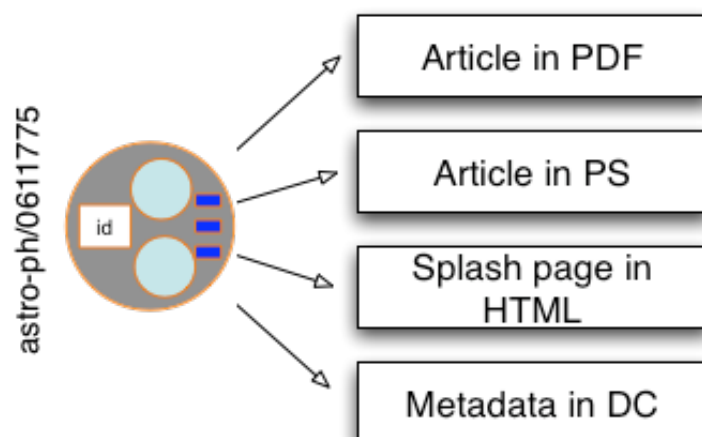 astro-ph/0611775
id
Article in PDF
Article in PS
Splash page in
HTML
Metadata in DC